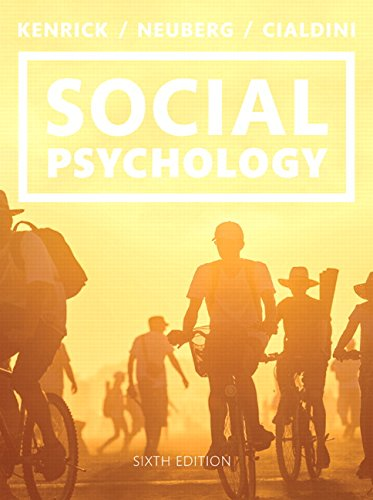 KENRICK / NEUBERG / CIALDINI
SOCIAL
PSYCHOLOGY
SIXTH EDITION